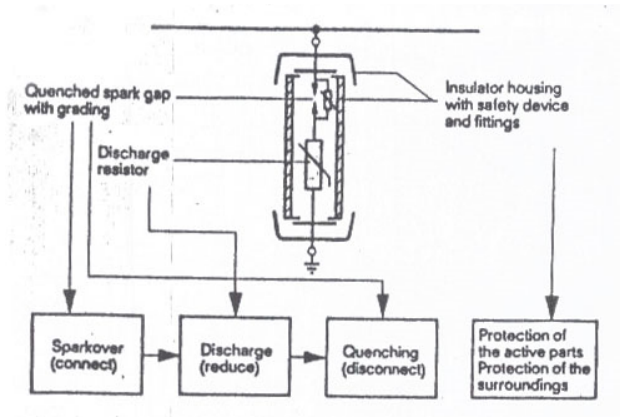 Quenched spark gap
with grading
Discharge
resistor
Insulator housing
with safety device
and fittings
Sparkover
(connect)
Discharge
(reduce)
Quenching
(disconnect)
Protection of
the active parts
Protection of the
surroundings